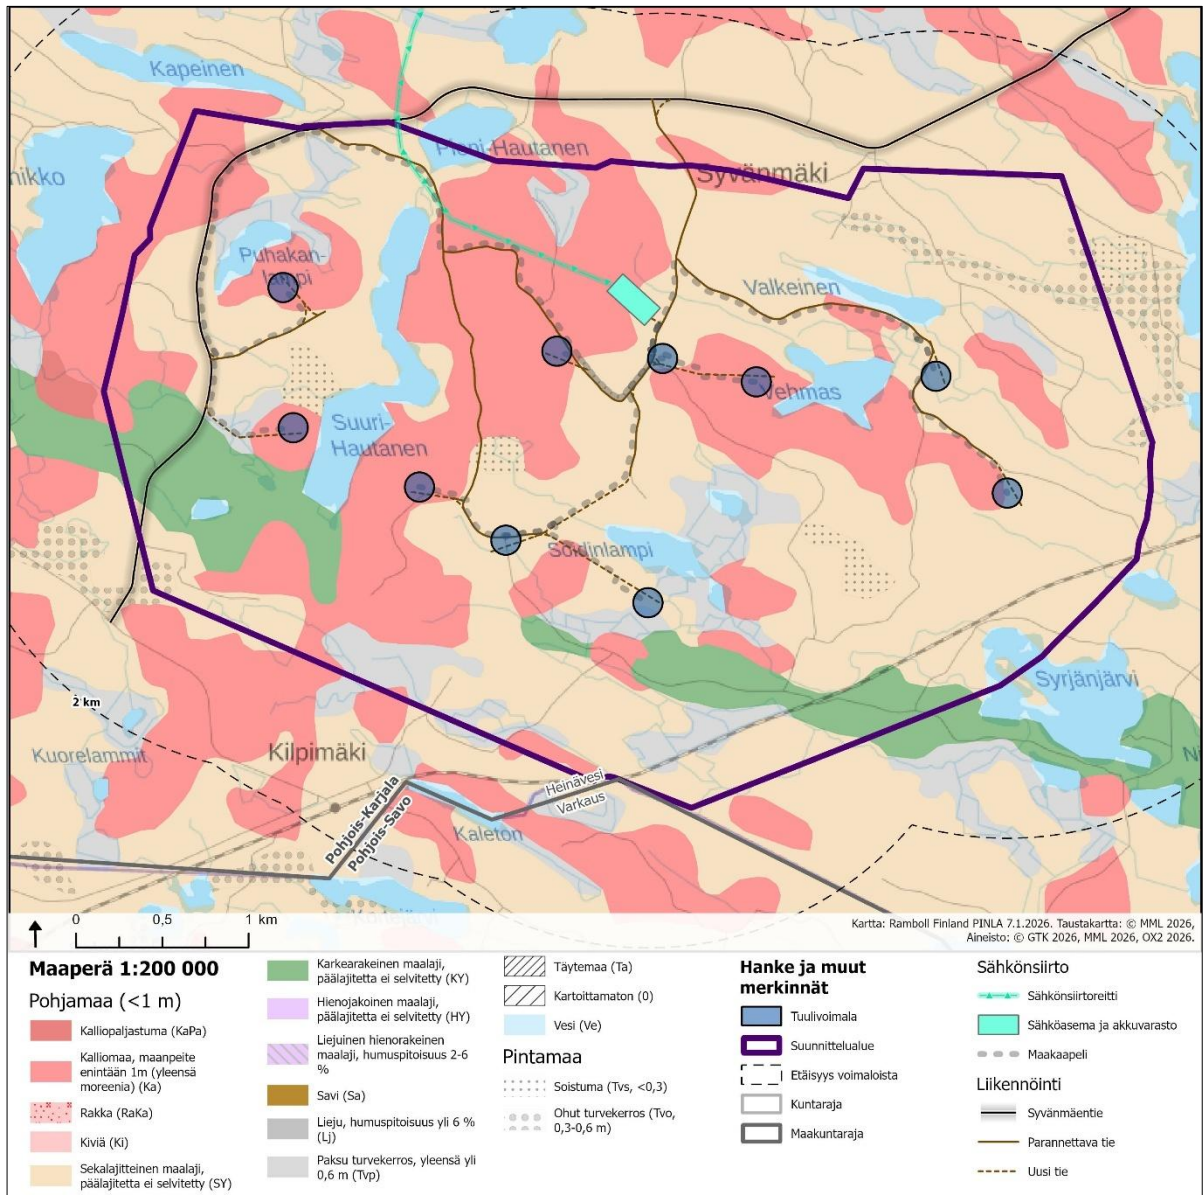 Kapeinen
Pieni-Hautanen
nikko
Syvänmäki
Puhakan-
lampi
Valkeinen
Vehmas
Suuri-
Hautanen
Soidinlampi
Syrjänjärvi
2 km
Kuorelammit
Kilpimäki
Pohjois-Karjala
Pohjois-Savo
Heinävesi
Varkaus
Kaleton
0 0,5 1 km
Kartta: Ramboll Finland PINLA 7.1.2026. Taustakartta: © MML 2026,
Aineisto: © GTK 2026, MML 2026, OX2 2026.
Maaperä 1:200 000
Pohjamaa (<1 m)
Kalliopaljastuma (KaPa)
Kalliomaa, maanpeite
enintään 1m (yleensä
moreenia) (Ka)
Rakka (RaKa)
Kiviä (Ki)
Sekalajitteinen maalaji,
päälajitetta ei selvitetty (SY)
Karkearakeinen maalaji,
päälajitetta ei selvitetty (KY)
Hienojakoinen maalaji,
päälajitetta ei selvitetty (HY)
Liejuinen hienorakeinen
maalaji, humuspitoisuus 2-6
%
Savi (Sa)
Lieju, humuspitoisuus yli 6 %
(Lj)
Paksu turvekerros, yleensä yli
0,6 m (Tvp)
Täytemaa (Ta)
Kartoittamaton (0)
Vesi (Ve)
Pintamaa
Soistuma (Tvs, <0,3)
Ohut turvekerros (Tvo,
0,3-0,6 m)
Hanke ja muut
merkinnät
Tuulivoimala
Suunnittelualue
Etäisyys voimaloista
Kuntaraja
Maakuntaraja
Sähkönsiirto
Sähkönsiirtoreitti
Sähköasema ja akkuvarasto
Maakaapeli
Liikennöinti
Syvänmäentie
Parannettava tie
Uusi tie